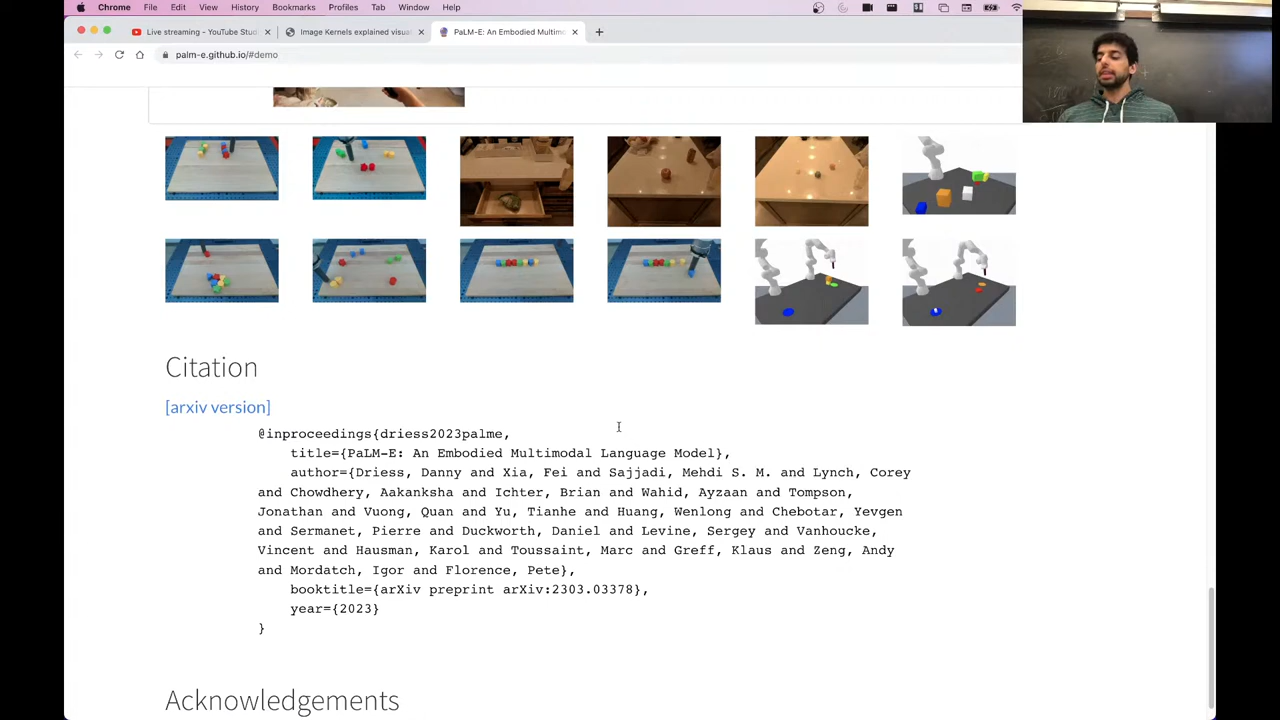 Chrome File Edit View History Bookmarks Profiles Tab Window Help
Live streaming - YouTube Stud
Image Kernels explained visual
PaLM-E: An Embodied Multimo
palm-e.github.io/#demo
Citation
[arxiv version]
@inproceedings{driess2023palme,
title={PaLM-E: An Embodied Multimodal Language Model},
author={Driess, Danny and Xia, Fei and Sajjadi, Mehdi S. M. and Lynch, Corey
and Chowdhery, Aakanksha and Ichter, Brian and Wahid, Ayzaan and Tompson,
Jonathan and Vuong, Quan and Yu, Tianhe and Huang, Wenlong and Chebotar, Yevgen
and Sermanet, Pierre and Duckworth, Daniel and Levine, Sergey and Vanhoucke,
Vincent and Hausman, Karol and Toussaint, Marc and Greff, Klaus and Zeng, Andy
and Mordatch, Igor and Florence, Pete},
booktitle={arXiv preprint arXiv:2303.03378},
year={2023}
}
Acknowledgements